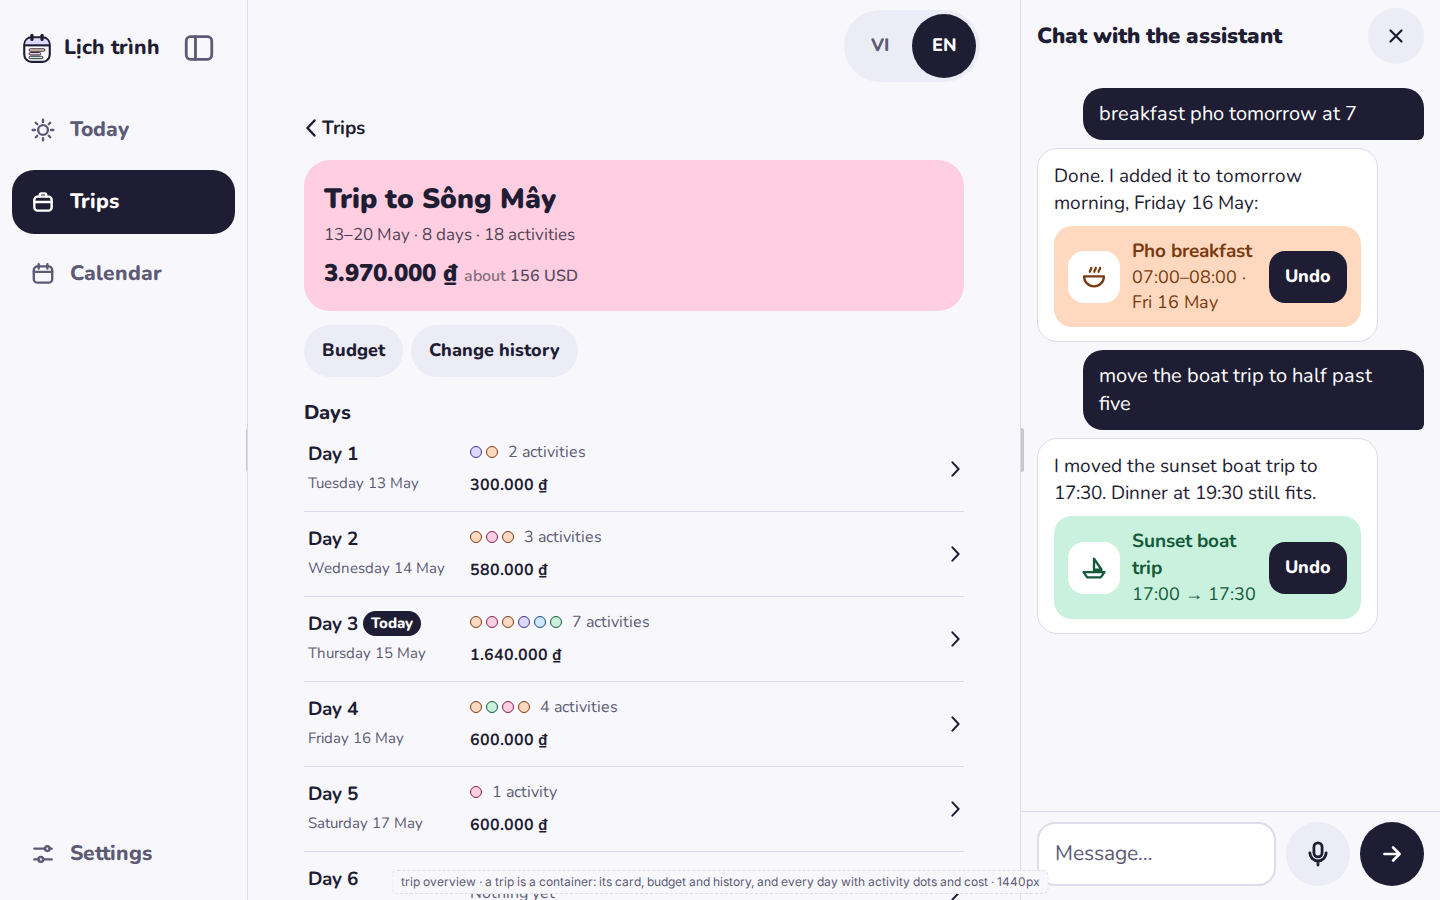 Lịch trình
Today
Trips
Calendar
Settings
VI
EN
Trips
Trip to Sông Mây
13–20 May · 8 days · 18 activities
3.970.000 ₫ about 156 USD
Budget
Change history
Days
Day 1
2 activities
Tuesday 13 May
300.000 ₫
Day 2
3 activities
Wednesday 14 May
580.000 ₫
Day 3 Today
7 activities
Thursday 15 May
1.640.000 ₫
Day 4
4 activities
Friday 16 May
600.000 ₫
Day 5
1 activity
Saturday 17 May
600.000 ₫
Day 6
Nothing yet
trip overview · a trip is a container: its card, budget and history, and every day with activity dots and cost · 1440px
Chat with the assistant
breakfast pho tomorrow at 7
Done. I added it to tomorrow
morning, Friday 16 May:
Pho breakfast
07:00–08:00 ·
Fri 16 May
Undo
move the boat trip to half past
five
I moved the sunset boat trip to
17:30. Dinner at 19:30 still fits.
Sunset boat
trip
17:00 → 17:30
Undo
Message...